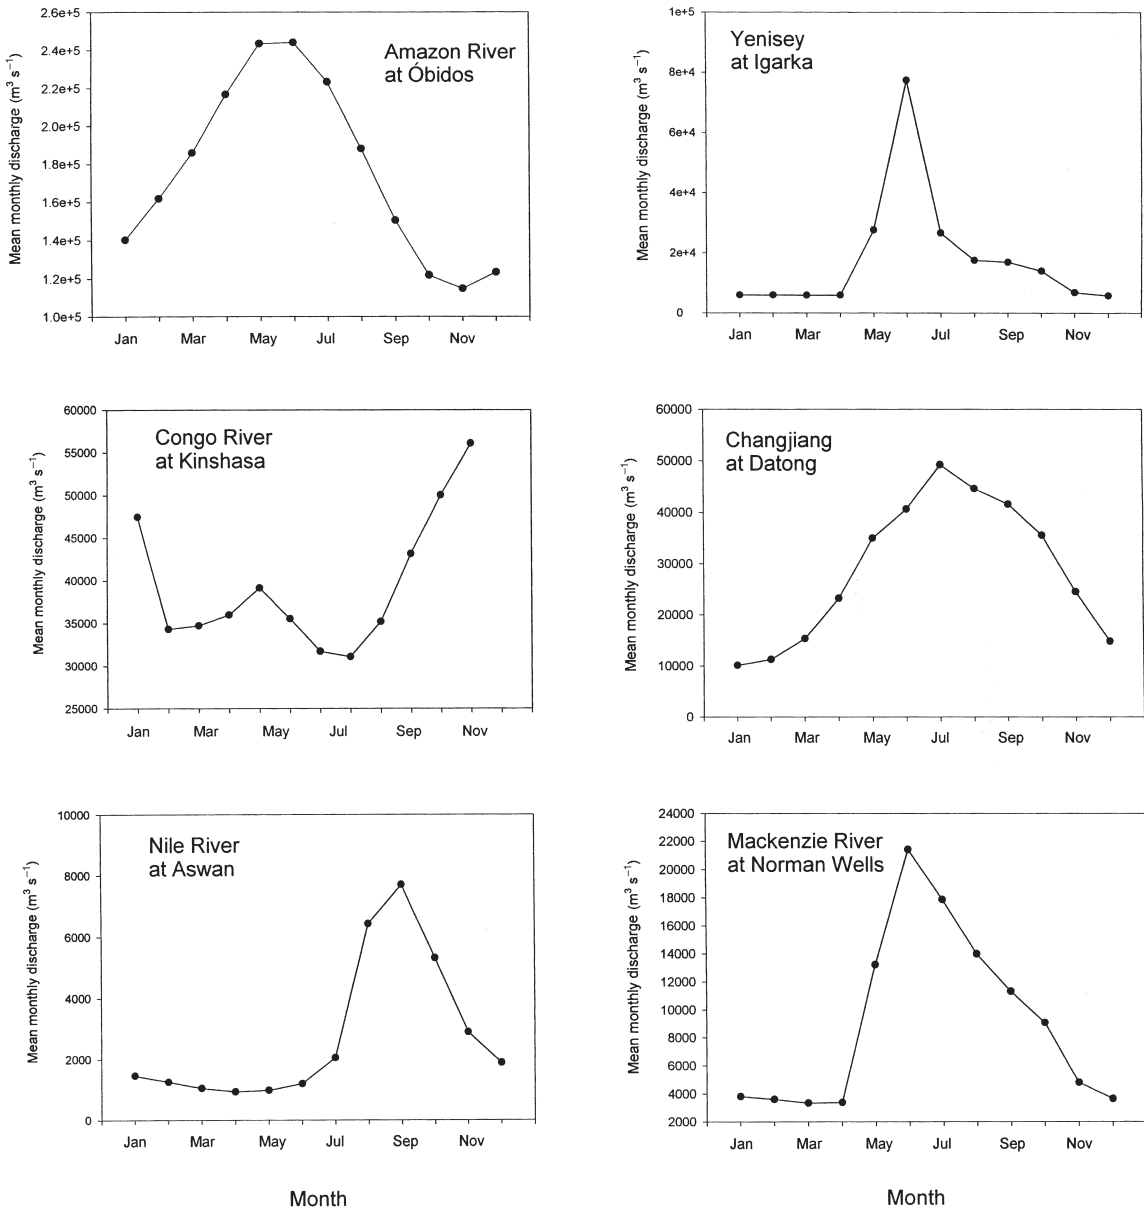 Mean monthly discharge (m³ s⁻¹)
2.6e+5
2.4e+5
2.2e+5
2.0e+5
1.8e+5
1.6e+5
1.4e+5
1.2e+5
1.0e+5
Amazon River
at Óbidos
Jan Mar May Jul Sep Nov
Mean monthly discharge (m³ s⁻¹)
1e+5
8e+4
6e+4
4e+4
2e+4
0
Yenisey
at Igarka
Jan Mar May Jul Sep Nov
Mean monthly discharge (m³ s⁻¹)
60000
55000
50000
45000
40000
35000
30000
25000
Congo River
at Kinshasa
Jan Mar May Jul Sep Nov
Mean monthly discharge (m³ s⁻¹)
60000
50000
40000
30000
20000
10000
0
Changjiang
at Datong
Jan Mar May Jul Sep Nov
Mean monthly discharge (m³ s⁻¹)
10000
8000
6000
4000
2000
0
Nile River
at Aswan
Jan Mar May Jul Sep Nov
Month
Mean monthly discharge (m³ s⁻¹)
24000
22000
20000
18000
16000
14000
12000
10000
8000
6000
4000
2000
Mackenzie River
at Norman Wells
Jan Mar May Jul Sep Nov
Month